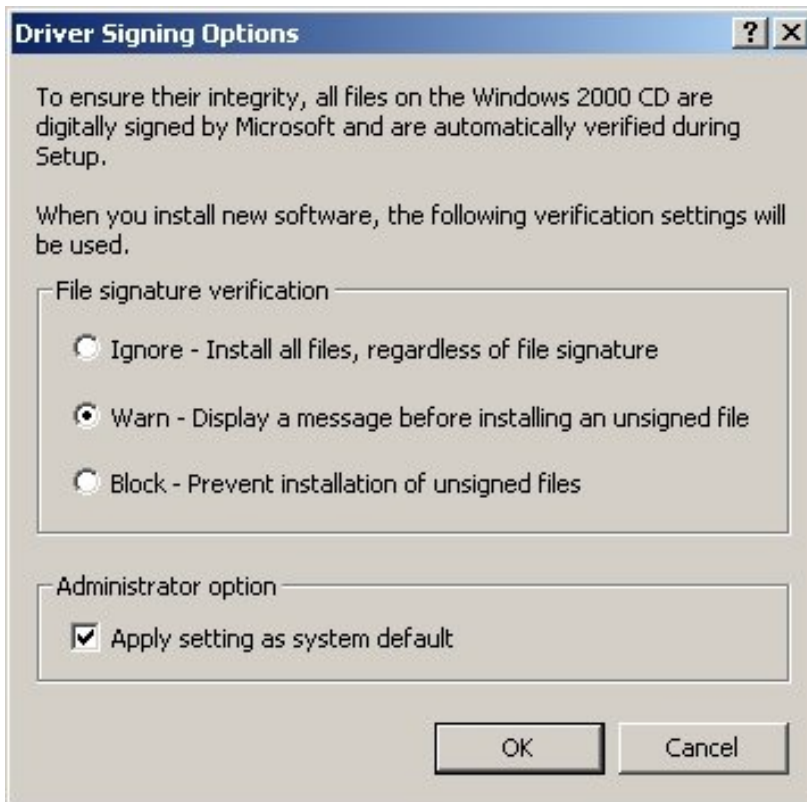 Driver Signing Options
To ensure their integrity, all files on the Windows 2000 CD are
digitally signed by Microsoft and are automatically verified during
Setup.
When you install new software, the following verification settings will
be used.
File signature verification
Ignore - Install all files, regardless of file signature
Warn - Display a message before installing an unsigned file
Block - Prevent installation of unsigned files
Administrator option
Apply setting as system default
OK Cancel